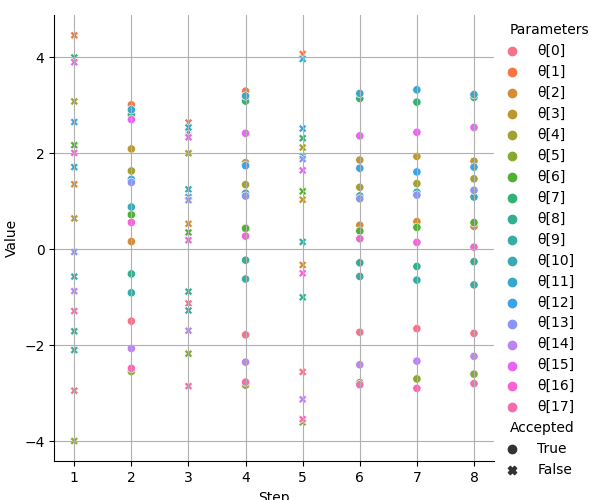 Parameters
θ[0]
θ[1]
θ[2]
θ[3]
θ[4]
θ[5]
θ[6]
θ[7]
θ[8]
θ[9]
θ[10]
θ[11]
θ[12]
θ[13]
θ[14]
θ[15]
θ[16]
θ[17]
Accepted
True
False
Value
4
2
0
−2
−4
1 2 3 4 5 6 7 8
Step